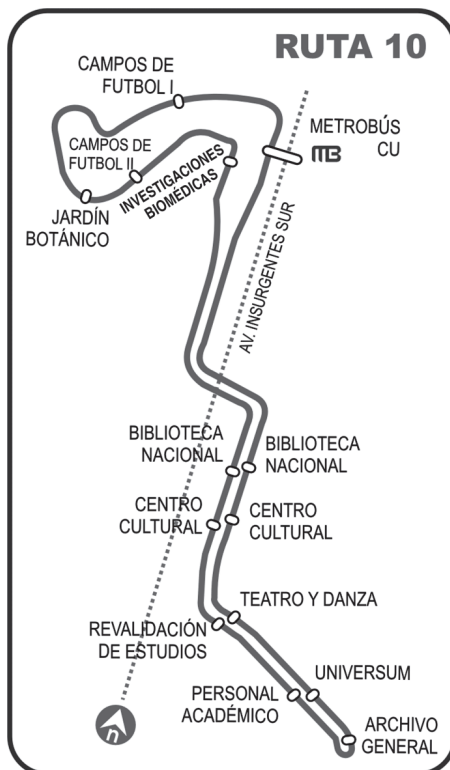 RUTA 10
CAMPOS DE
FUTBOL I
METROBÚS
CU
MB
CAMPOS DE
FUTBOL II
INVESTIGACIONES
BIOMÉDICAS
JARDÍN
BOTÁNICO
AV. INSURGENTES SUR
BIBLIOTECA
NACIONAL
BIBLIOTECA
NACIONAL
CENTRO
CULTURAL
CENTRO
CULTURAL
TEATRO Y DANZA
REVALIDACIÓN
DE ESTUDIOS
UNIVERSUM
PERSONAL
ACADÉMICO
ARCHIVO
GENERAL
n